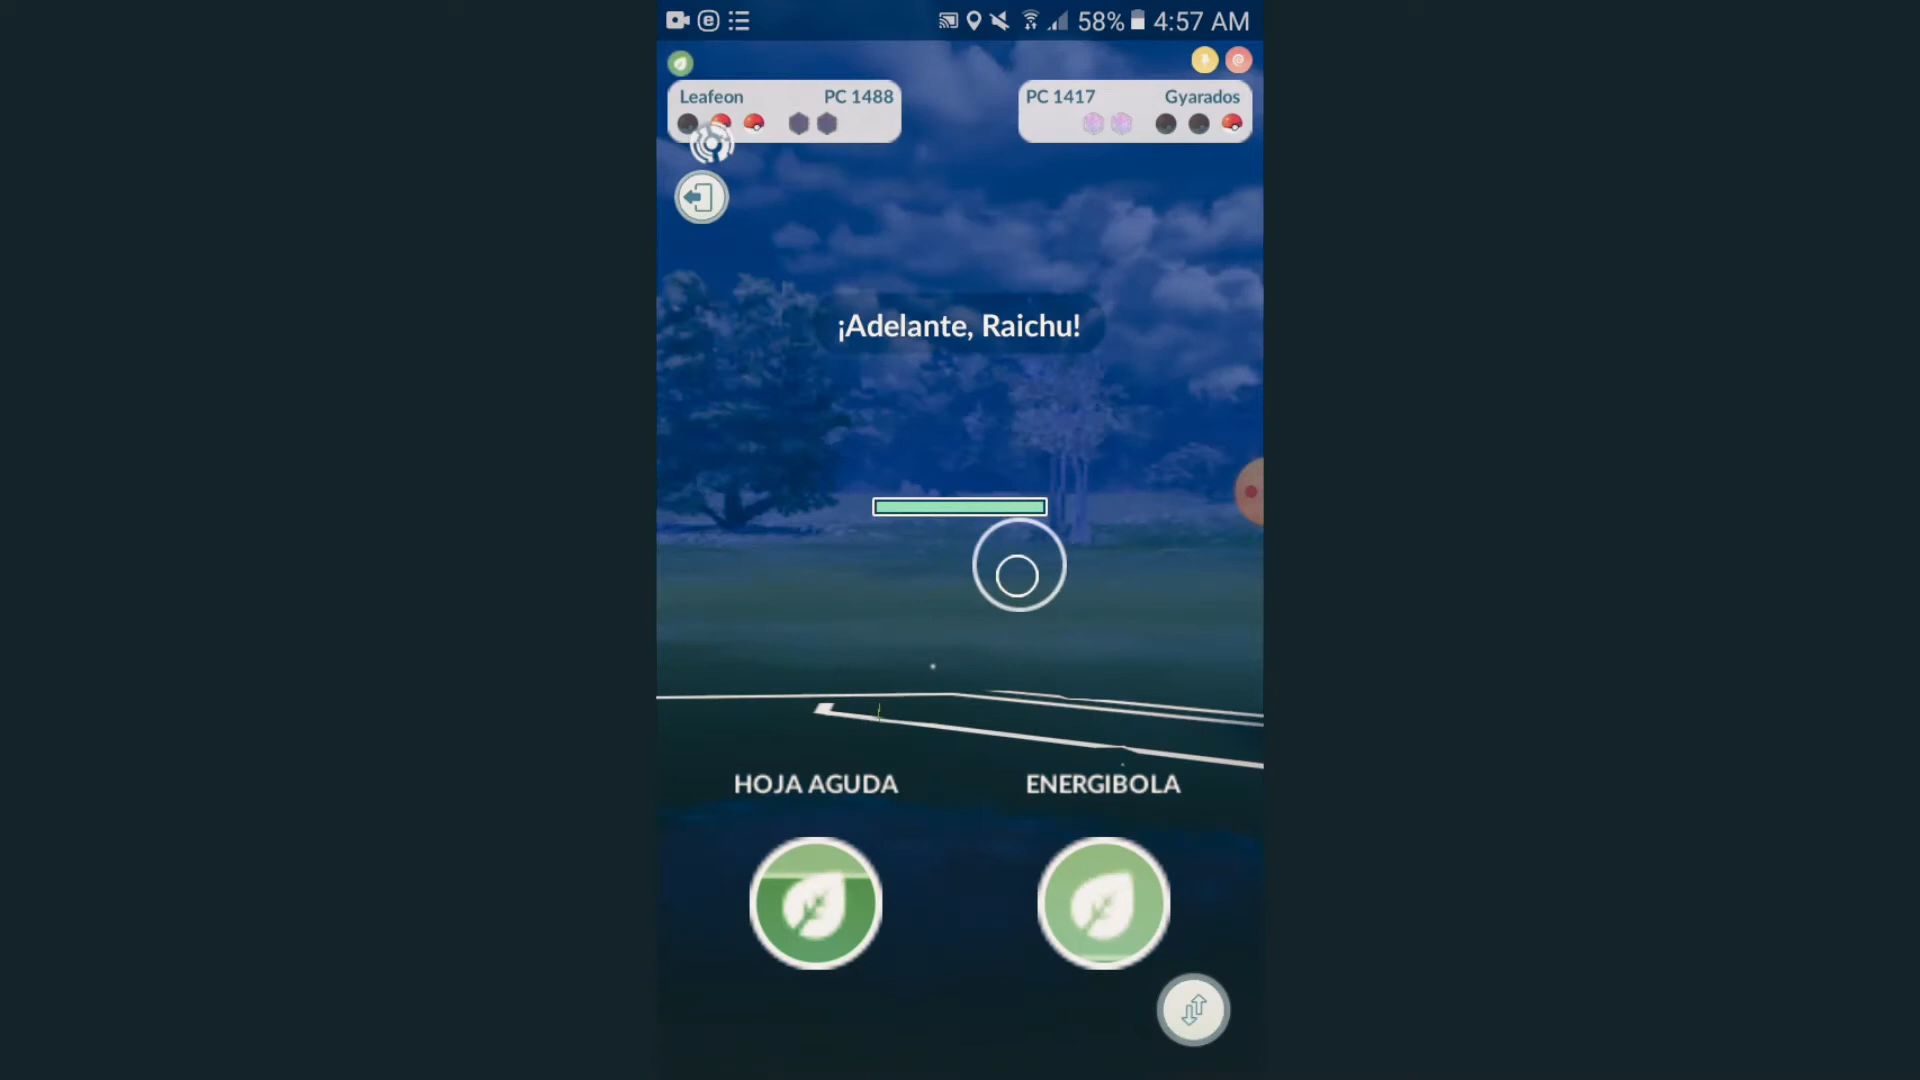 58% 4:57 AM
Leafeon PC 1488
PC 1417 Gyarados
¡Adelante, Raichu!
HOJA AGUDA
ENERGIBOLA